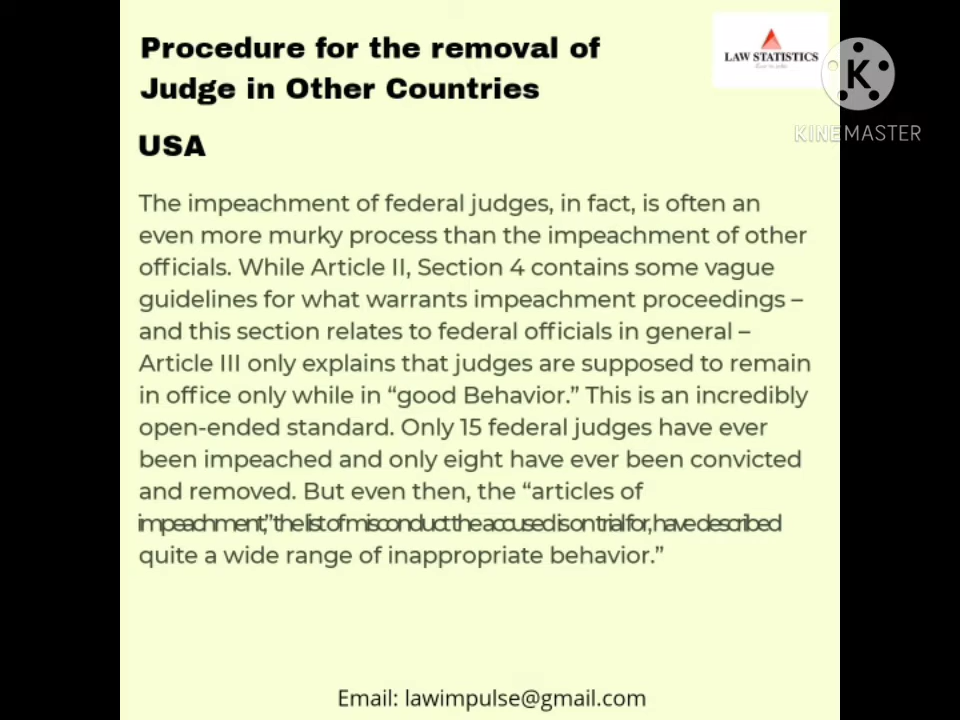 Procedure for the removal of
Judge in Other Countries
LAW STATISTICS
K
KINEMASTER
USA
The impeachment of federal judges, in fact, is often an
even more murky process than the impeachment of other
officials. While Article II, Section 4 contains some vague
guidelines for what warrants impeachment proceedings –
and this section relates to federal officials in general –
Article III only explains that judges are supposed to remain
in office only while in “good Behavior.” This is an incredibly
open-ended standard. Only 15 federal judges have ever
been impeached and only eight have ever been convicted
and removed. But even then, the “articles of
impeachment,” the list of misconduct the accused is on trial for, have described
quite a wide range of inappropriate behavior.”
Email: lawimpulse@gmail.com